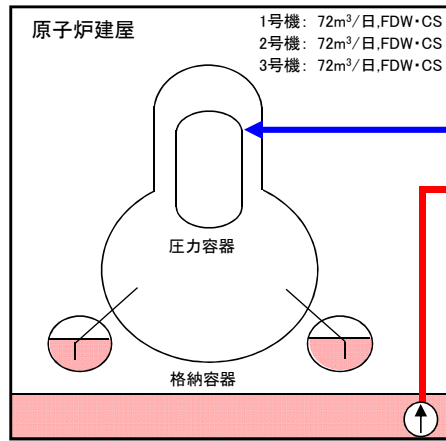 原子炉建屋
1号機: 72m³/日,FDW・CS
2号機: 72m³/日,FDW・CS
3号機: 72m³/日,FDW・CS
圧力容器
格納容器